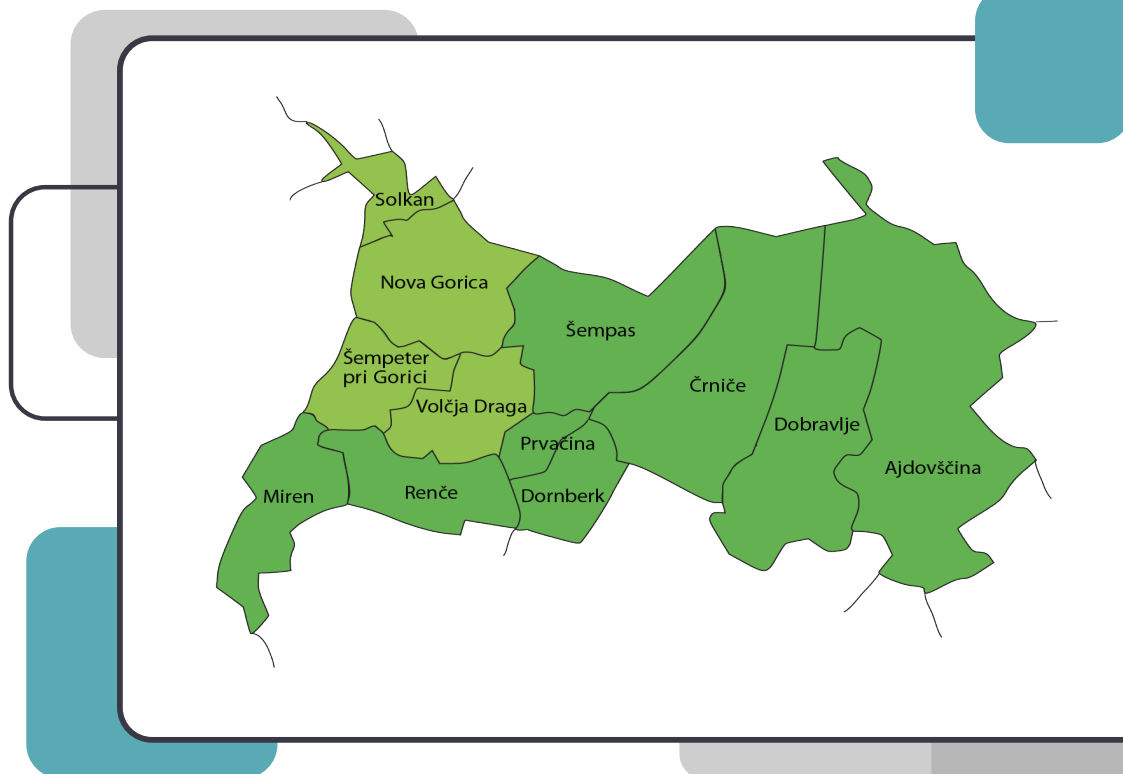 Solkan
Nova Gorica
Šempas
Šempeter
pri Gorici
Črniče
Volčja Draga
Dobravlje
Prvačina
Ajdovščina
Miren
Renče
Dornberk